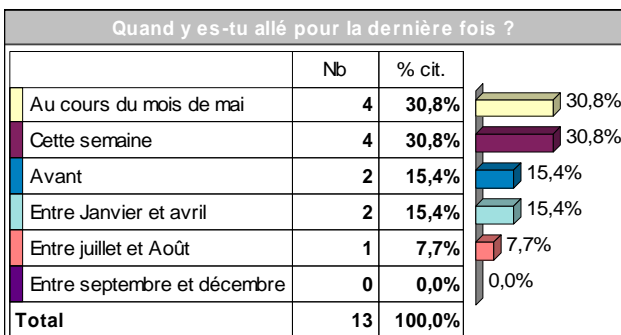 Quand y es-tu allé pour la dernière fois ?
Nb % cit.
Au cours du mois de mai 4 30,8% 30,8%
Cette semaine 4 30,8% 30,8%
Avant 2 15,4% 15,4%
Entre Janvier et avril 2 15,4% 15,4%
Entre juillet et Août 1 7,7% 7,7%
Entre septembre et décembre 0 0,0% 0,0%
Total 13 100,0%